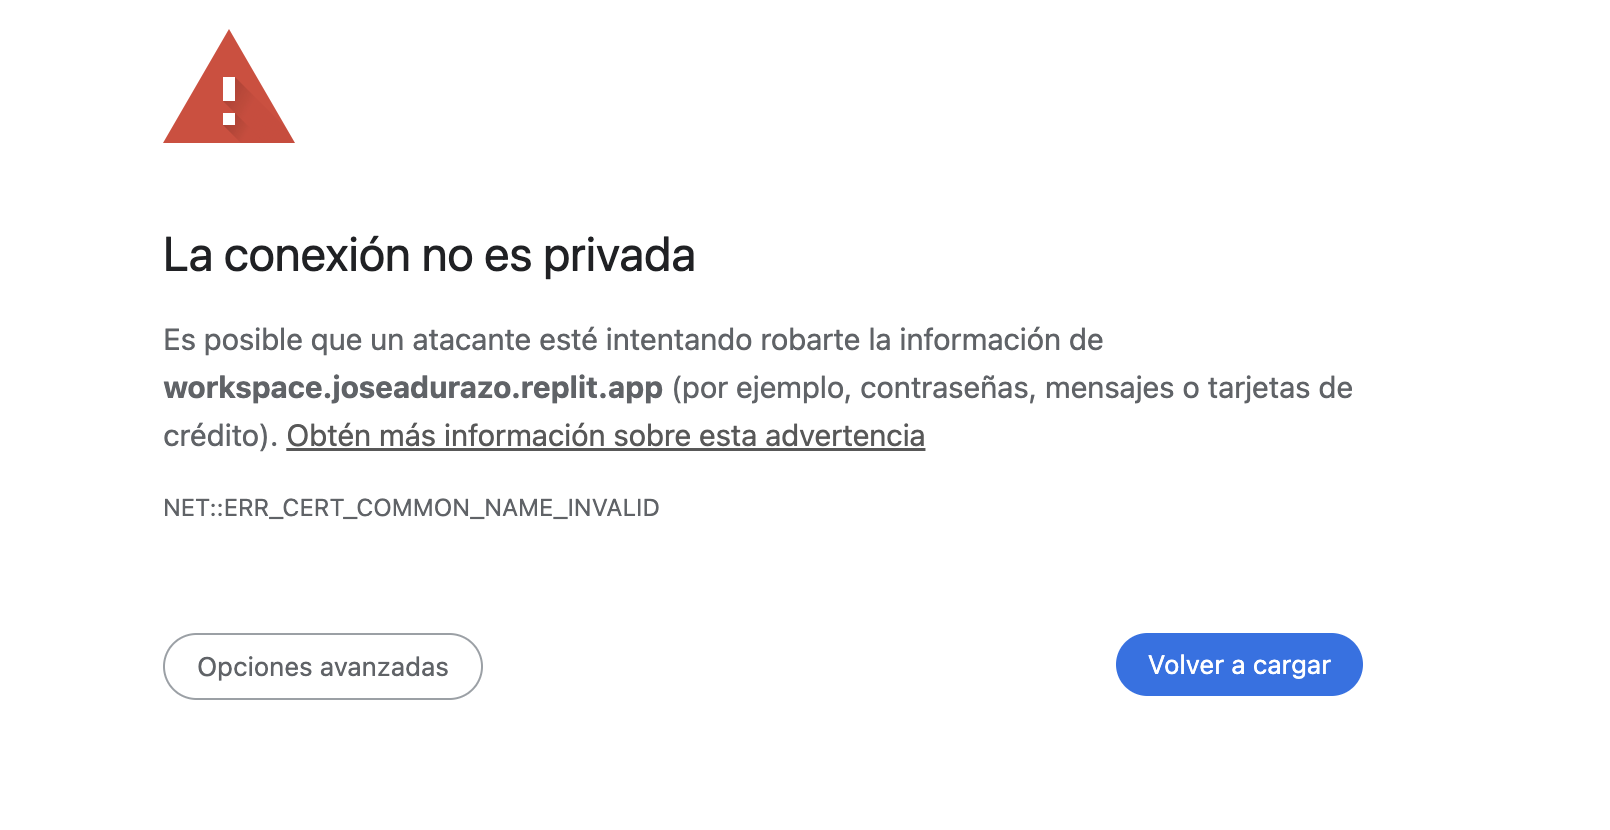 La conexión no es privada
Es posible que un atacante esté intentando robarte la información de
workspace.joseadurazo.replit.app (por ejemplo, contraseñas, mensajes o tarjetas de
crédito). Obtén más información sobre esta advertencia
NET::ERR_CERT_COMMON_NAME_INVALID
Opciones avanzadas
Volver a cargar